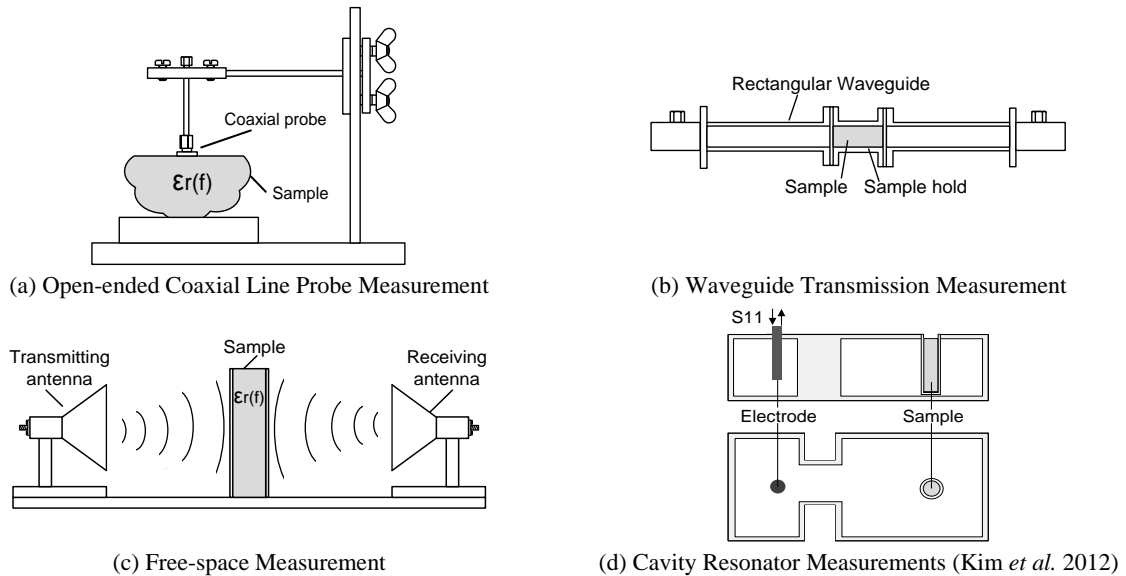 Coaxial probe
εr(f)
Sample
(a) Open-ended Coaxial Line Probe Measurement
Rectangular Waveguide
Sample
Sample hold
(b) Waveguide Transmission Measurement
Transmitting
antenna
Sample
εr(f)
Receiving
antenna
(c) Free-space Measurement
S11
Electrode
Sample
(d) Cavity Resonator Measurements (Kim et al. 2012)